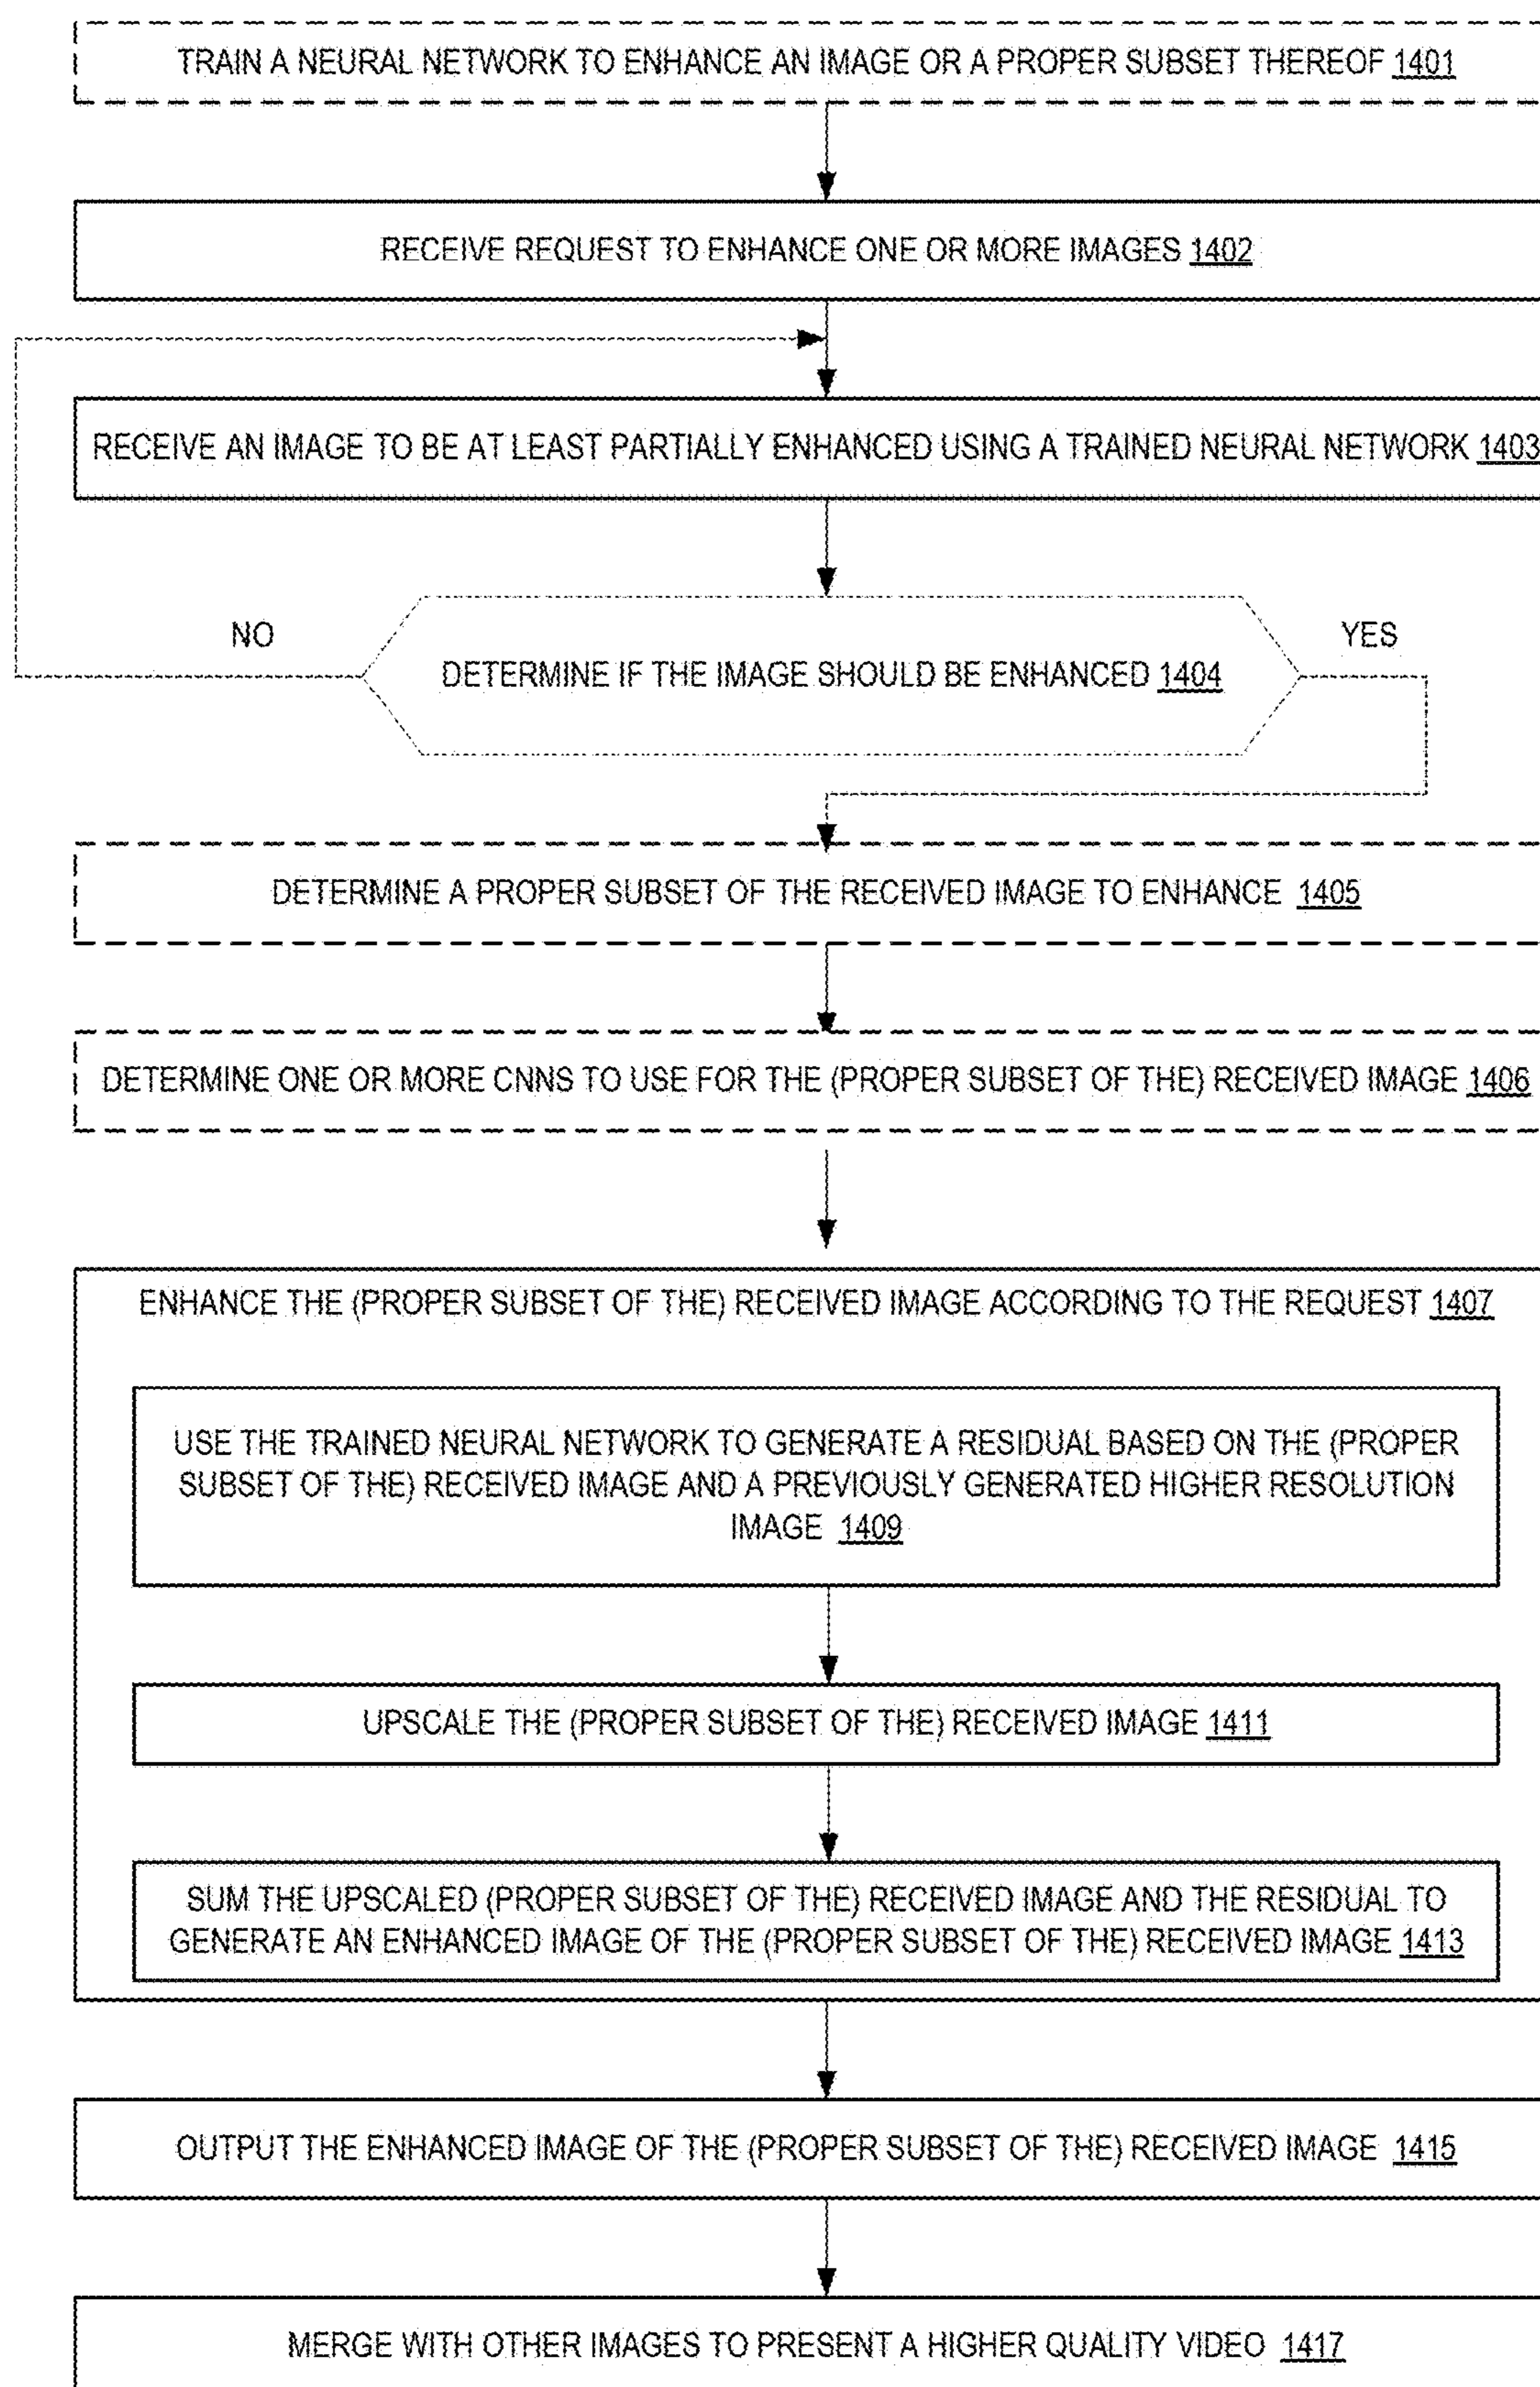 TRAIN A NEURAL NETWORK TO ENHANCE AN IMAGE OR A PROPER SUBSET THEREOF 1401
RECEIVE REQUEST TO ENHANCE ONE OR MORE IMAGES 1402
RECEIVE AN IMAGE TO BE AT LEAST PARTIALLY ENHANCED USING A TRAINED NEURAL NETWORK 1403
NO
YES
DETERMINE IF THE IMAGE SHOULD BE ENHANCED 1404
DETERMINE A PROPER SUBSET OF THE RECEIVED IMAGE TO ENHANCE 1405
DETERMINE ONE OR MORE CNNS TO USE FOR THE (PROPER SUBSET OF THE) RECEIVED IMAGE 1406
ENHANCE THE (PROPER SUBSET OF THE) RECEIVED IMAGE ACCORDING TO THE REQUEST 1407
USE THE TRAINED NEURAL NETWORK TO GENERATE A RESIDUAL BASED ON THE (PROPER
SUBSET OF THE) RECEIVED IMAGE AND A PREVIOUSLY GENERATED HIGHER RESOLUTION
IMAGE 1409
UPSCALE THE (PROPER SUBSET OF THE) RECEIVED IMAGE 1411
SUM THE UPSCALED (PROPER SUBSET OF THE) RECEIVED IMAGE AND THE RESIDUAL TO
GENERATE AN ENHANCED IMAGE OF THE (PROPER SUBSET OF THE) RECEIVED IMAGE 1413
OUTPUT THE ENHANCED IMAGE OF THE (PROPER SUBSET OF THE) RECEIVED IMAGE 1415
MERGE WITH OTHER IMAGES TO PRESENT A HIGHER QUALITY VIDEO 1417